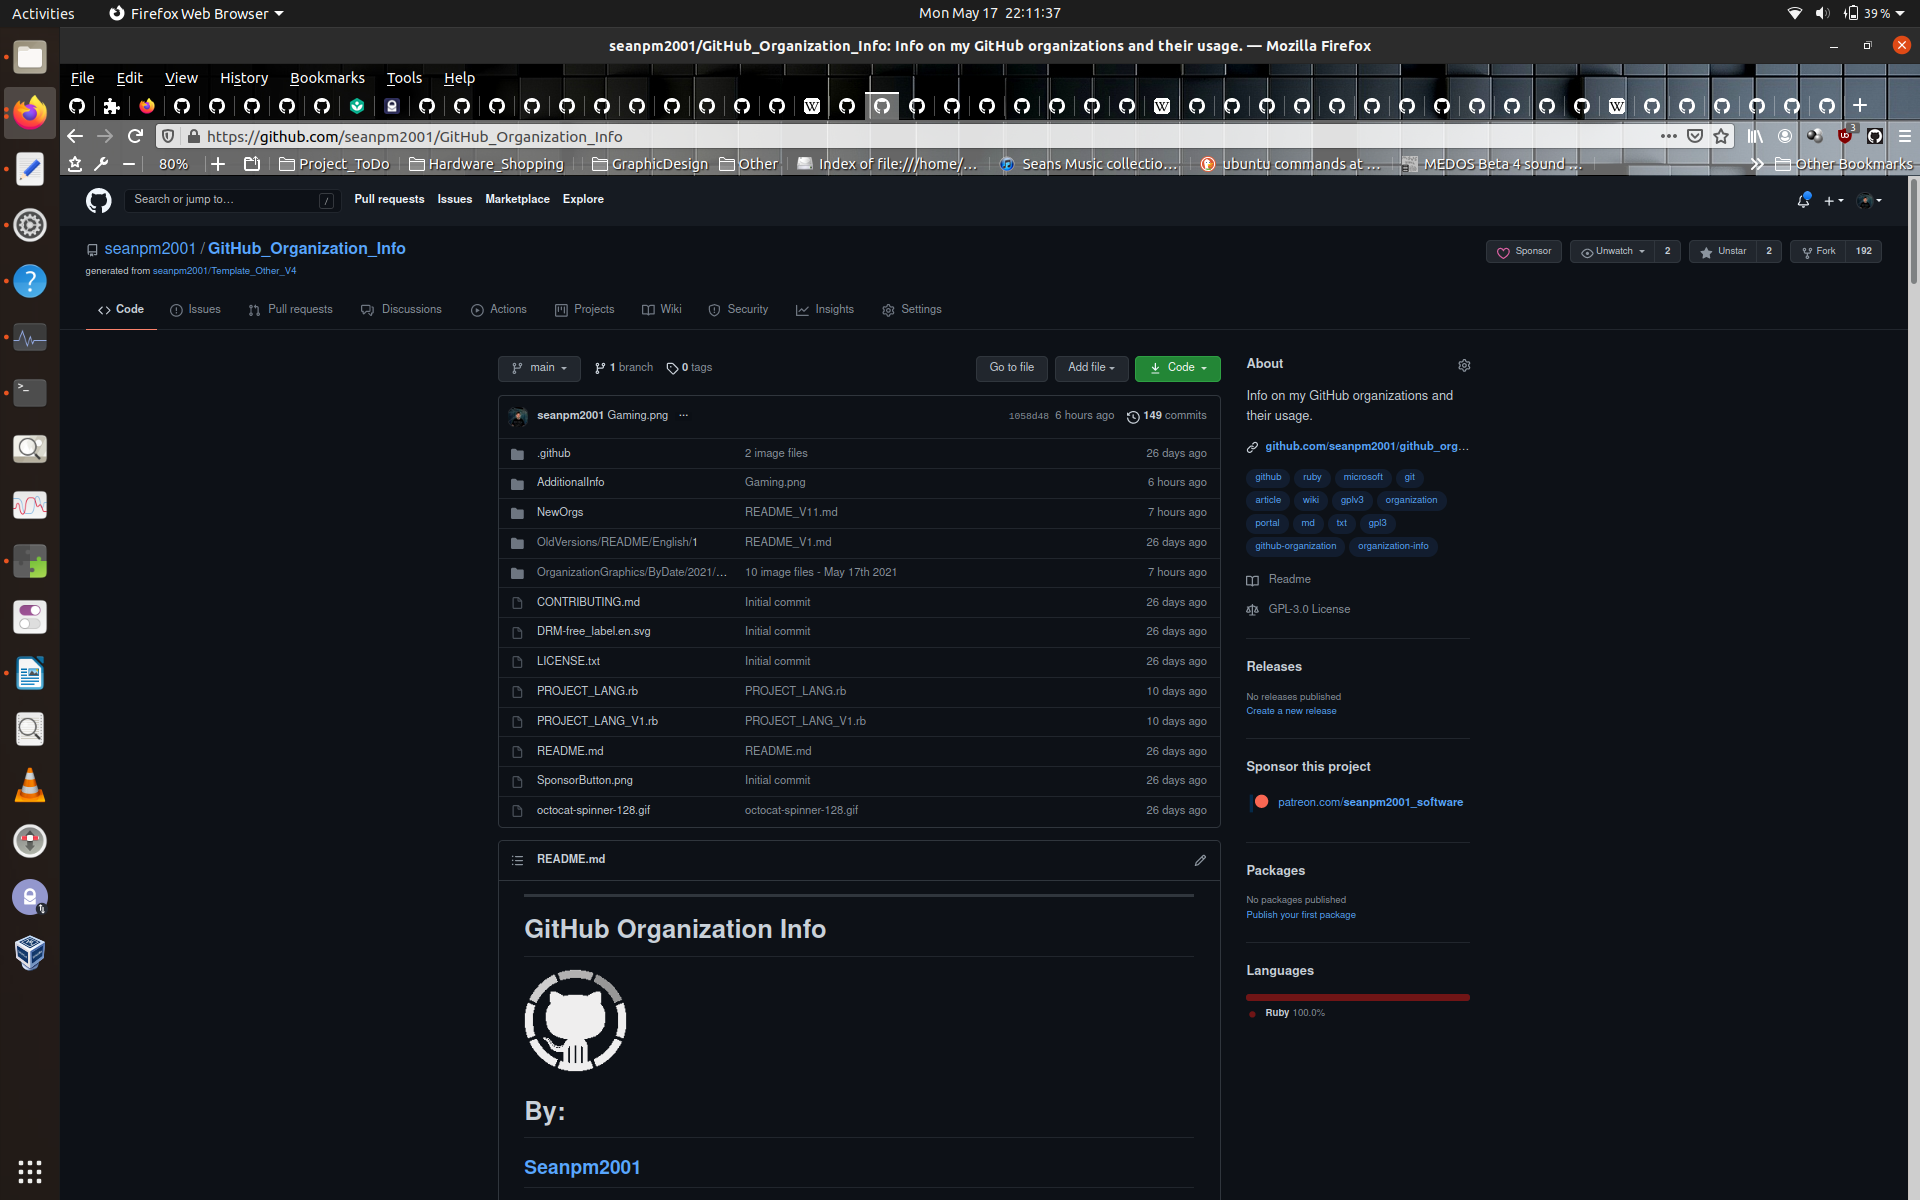 Activities
Firefox Web Browser
Mon May 17 22:11:37
39 %
seanpm2001/GitHub_Organization_Info: Info on my GitHub organizations and their usage. — Mozilla Firefox
File Edit View History Bookmarks Tools Help
https://github.com/seanpm2001/GitHub_Organization_Info
3
80%
Project_ToDo
Hardware_Shopping
GraphicDesign
Other
Index of file:///home/…
Seans Music collectio…
ubuntu commands at …
MEDOS Beta 4 sound …
Other Bookmarks
Search or jump to… /
Pull requests Issues Marketplace Explore
seanpm2001 / GitHub_Organization_Info
generated from seanpm2001/Template_Other_V4
Sponsor
Unwatch 2
Unstar 2
Fork 192
Code Issues Pull requests Discussions Actions Projects Wiki Security Insights Settings
main
1 branch
0 tags
Go to file
Add file
Code
seanpm2001 Gaming.png ···
1058d48 6 hours ago
149 commits
.github 2 image files 26 days ago
AdditionalInfo Gaming.png 6 hours ago
NewOrgs README_V11.md 7 hours ago
OldVersions/README/English/1 README_V1.md 26 days ago
OrganizationGraphics/ByDate/2021/… 10 image files - May 17th 2021 7 hours ago
CONTRIBUTING.md Initial commit 26 days ago
DRM-free_label.en.svg Initial commit 26 days ago
LICENSE.txt Initial commit 26 days ago
PROJECT_LANG.rb PROJECT_LANG.rb 10 days ago
PROJECT_LANG_V1.rb PROJECT_LANG_V1.rb 10 days ago
README.md README.md 26 days ago
SponsorButton.png Initial commit 26 days ago
octocat-spinner-128.gif octocat-spinner-128.gif 26 days ago
README.md
GitHub Organization Info
By:
Seanpm2001
About
Info on my GitHub organizations and
their usage.
github.com/seanpm2001/github_org…
github ruby microsoft git
article wiki gplv3 organization
portal md txt gpl3
github-organization organization-info
Readme
GPL-3.0 License
Releases
No releases published
Create a new release
Sponsor this project
patreon.com/seanpm2001_software
Packages
No packages published
Publish your first package
Languages
Ruby 100.0%